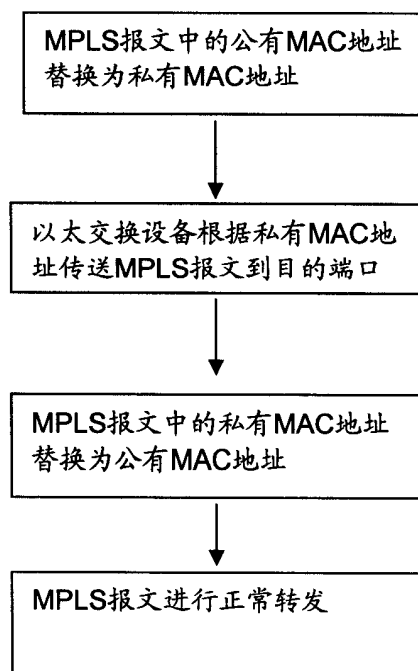 MPLS报文中的公有MAC地址
替换为私有MAC地址
以太交换设备根据私有MAC地
址传送MPLS报文到目的端口
MPLS报文中的私有MAC地址
替换为公有MAC地址
MPLS报文进行正常转发